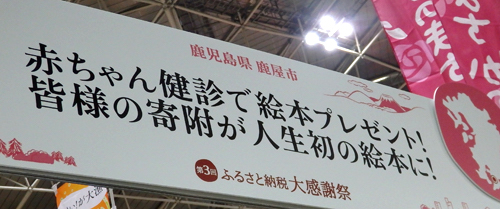 鹿児島県 鹿屋市
赤ちゃん健診で絵本プレゼント!
皆様の寄附が人生初の絵本に!
第3回 ふるさと納税 大感謝祭